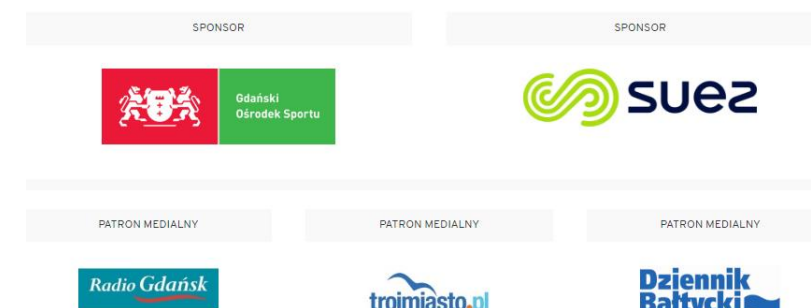 SPONSOR
SPONSOR
Gdański
Ośrodek Sportu
suez
PATRON MEDIALNY
PATRON MEDIALNY
PATRON MEDIALNY
Radio Gdańsk
trojmiasto.pl
Dziennik
Bałtycki